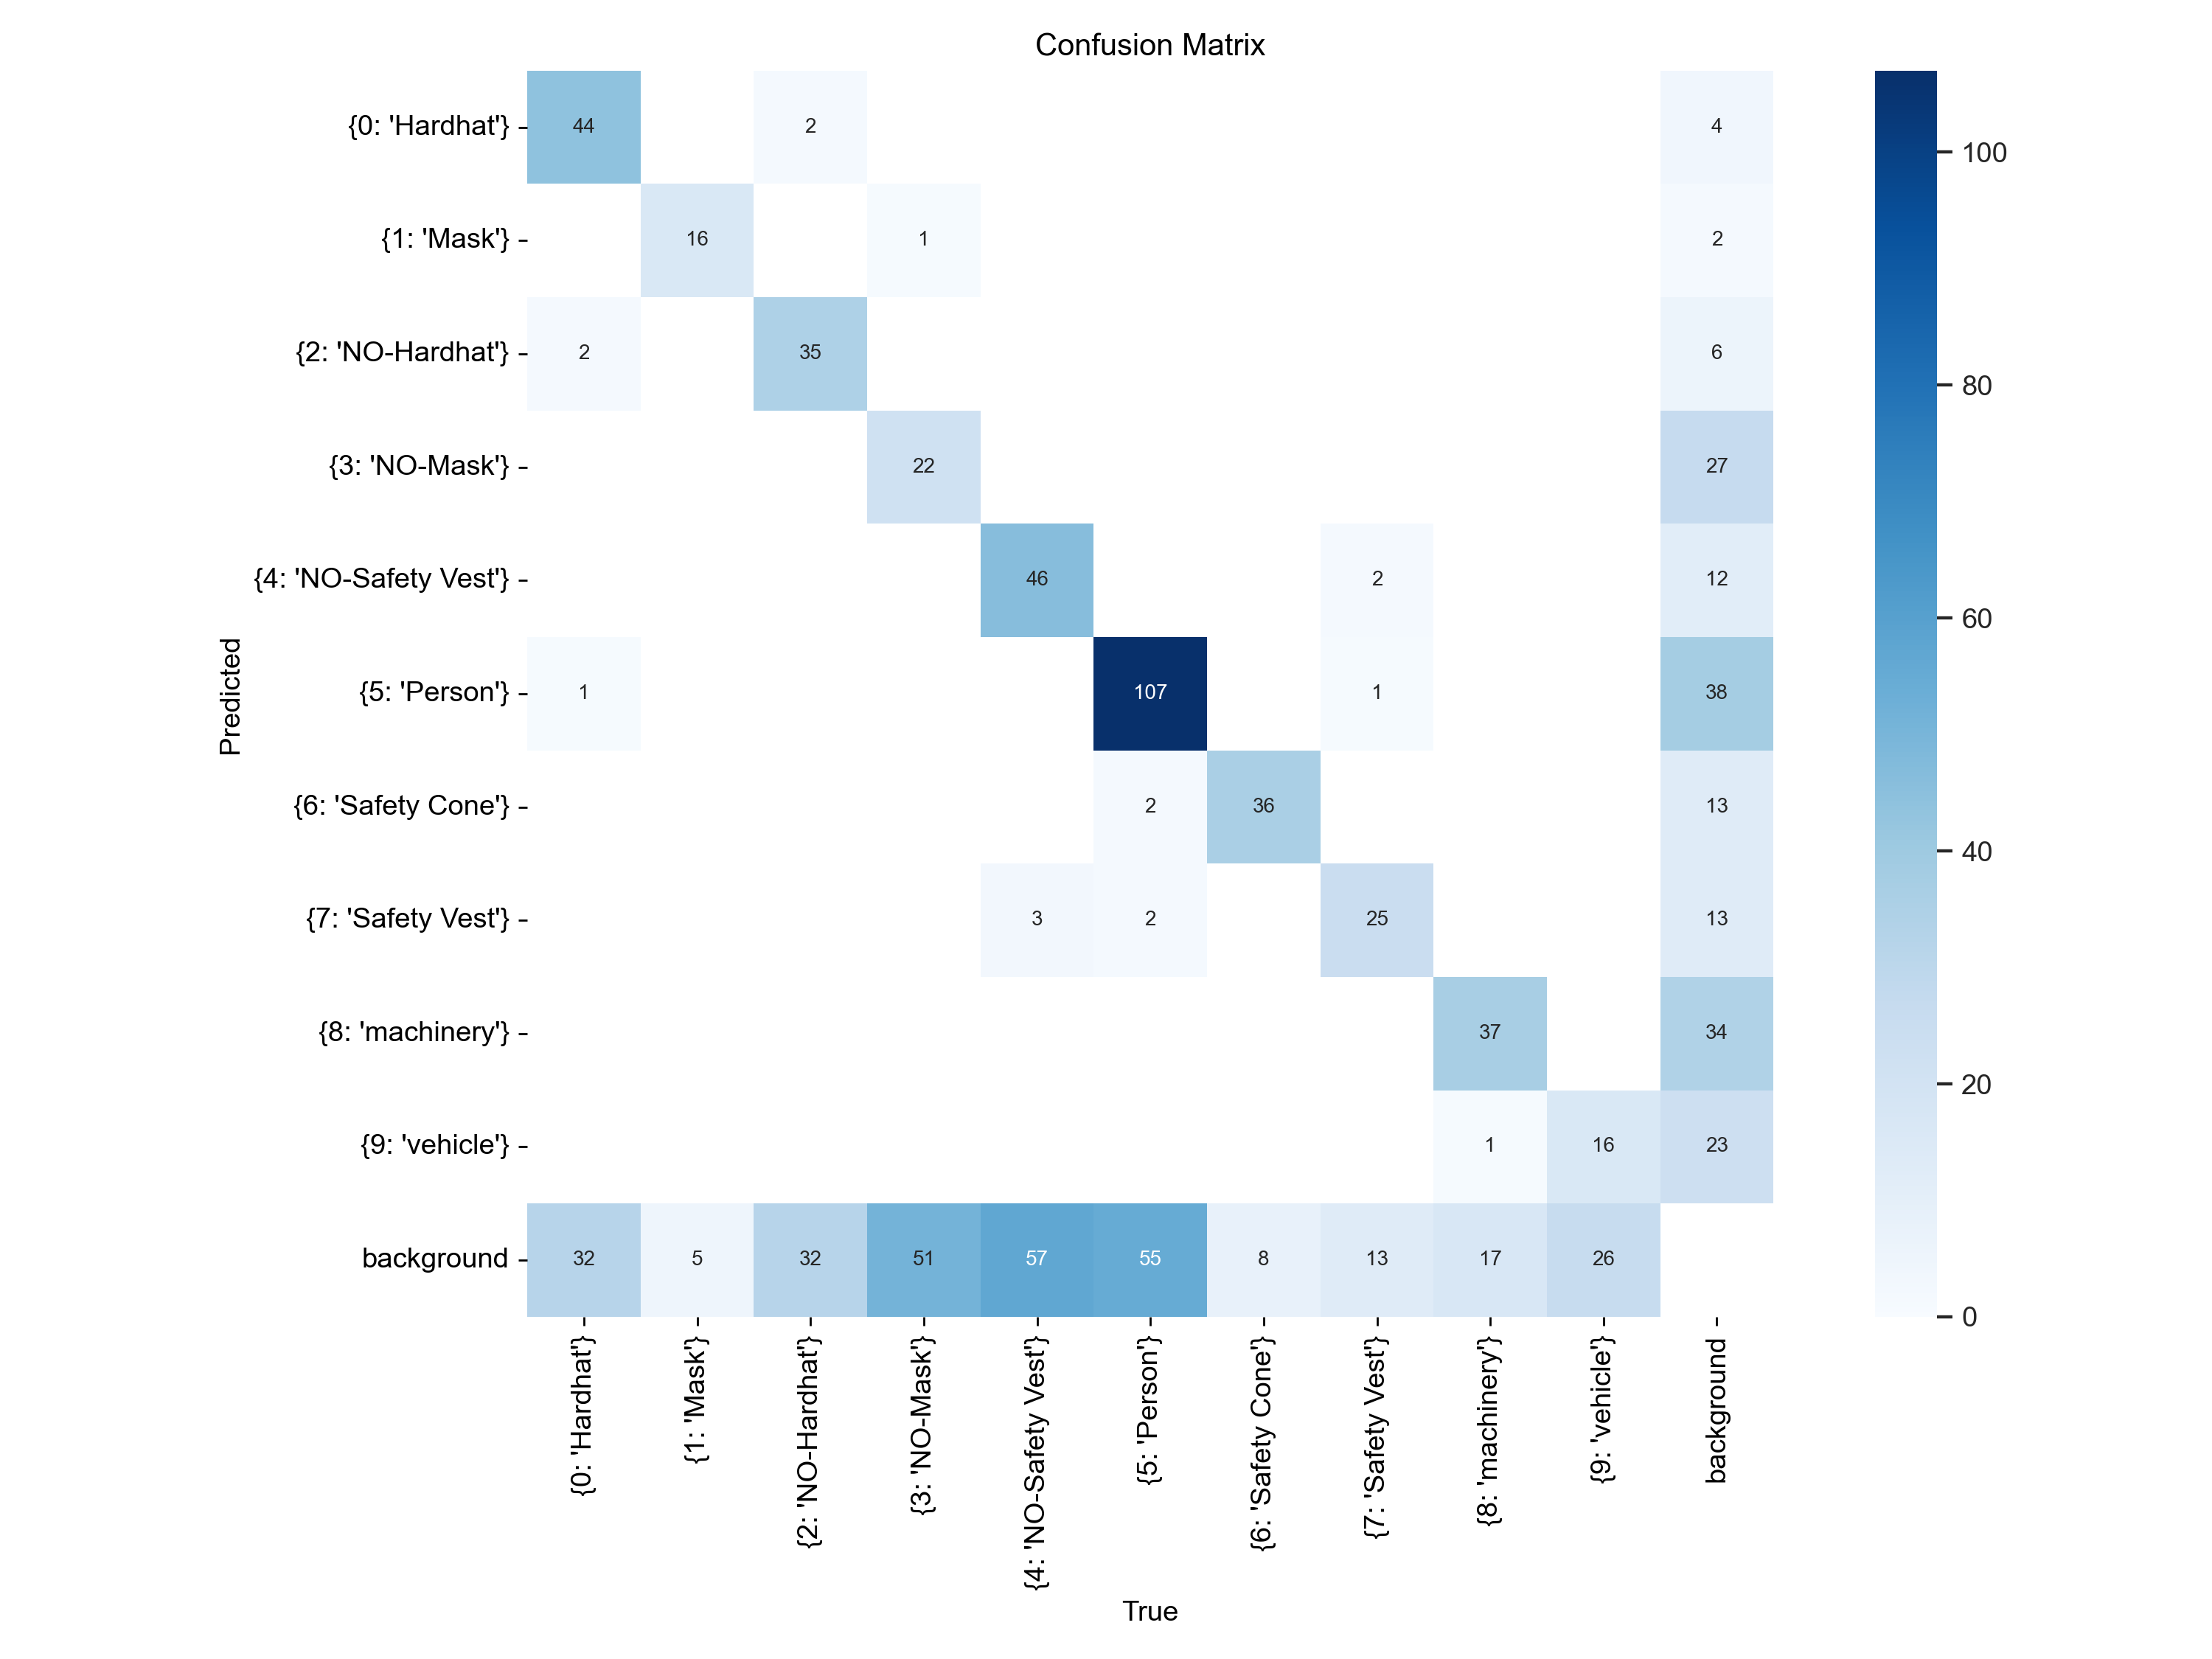 Confusion Matrix
{0: 'Hardhat'} 44 2 4
{1: 'Mask'} 16 1 2
{2: 'NO-Hardhat'} 2 35 6
{3: 'NO-Mask'} 22 27
{4: 'NO-Safety Vest'} 46 2 12
{5: 'Person'} 1 107 1 38
{6: 'Safety Cone'} 2 36 13
{7: 'Safety Vest'} 3 2 25 13
{8: 'machinery'} 37 34
{9: 'vehicle'} 1 16 23
background 32 5 32 51 57 55 8 13 17 26
Predicted
{0: 'Hardhat'}
{1: 'Mask'}
{2: 'NO-Hardhat'}
{3: 'NO-Mask'}
{4: 'NO-Safety Vest'}
{5: 'Person'}
{6: 'Safety Cone'}
{7: 'Safety Vest'}
{8: 'machinery'}
{9: 'vehicle'}
background
True
100
80
60
40
20
0